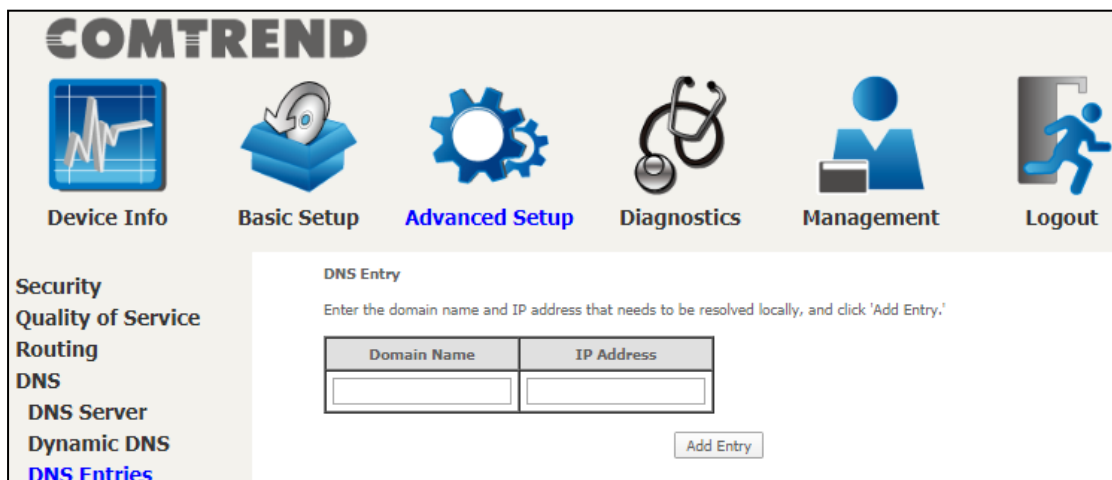 COMTREND
Device Info Basic Setup Advanced Setup Diagnostics Management Logout
Security
Quality of Service
Routing
DNS
DNS Server
Dynamic DNS
DNS Entries
DNS Entry
Enter the domain name and IP address that needs to be resolved locally, and click 'Add Entry.'
Domain Name IP Address
Add Entry